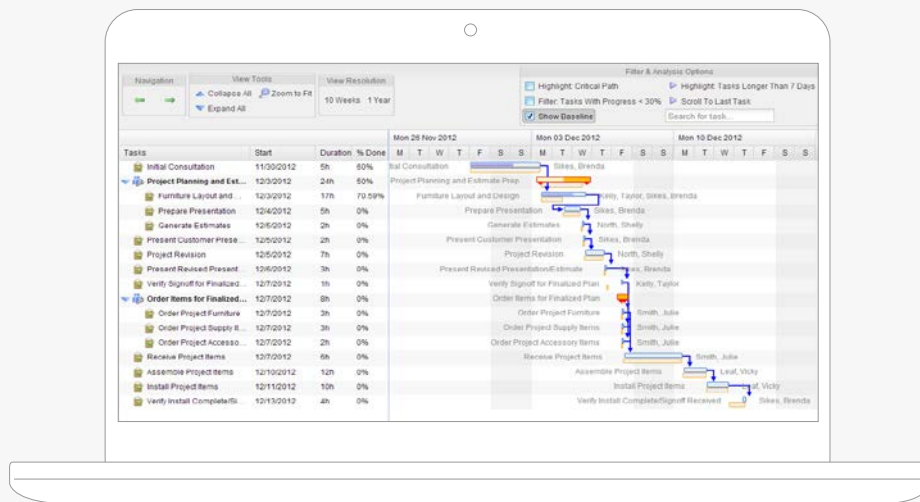 Navigation
View Tools
Collapse All Zoom to Fit
Expand All
View Resolution
10 Weeks 1 Year
Filter & Analysis Options
Highlight Critical Path Highlight Tasks Longer Than 7 Days
Filter: Tasks With Progress < 30% Scroll To Last Task
Show Baseline Search for task...
Mon 26 Nov 2012 Mon 03 Dec 2012 Mon 10 Dec 2012
Tasks Start Duration % Done M T W T F S S M T W T F S S M T W T F S S
Initial Consultation 11/30/2012 5h 60% tial Consultation Sikes, Brenda
Project Planning and Est... 12/3/2012 24h 50% Project Planning and Estimate Prep
Furniture Layout and ... 12/3/2012 17h 70.59% Furniture Layout and Design Kelly, Taylor, Sikes, Brenda
Prepare Presentation 12/4/2012 5h 0% Prepare Presentation Sikes, Brenda
Generate Estimates 12/5/2012 2h 0% Generate Estimates North, Shelly
Present Customer Prese... 12/5/2012 2h 0% Present Customer Presentation Sikes, Brenda
Project Revision 12/5/2012 7h 0% Project Revision North, Shelly
Present Revised Present... 12/6/2012 3h 0% Present Revised Presentation/Estimate Sikes, Brenda
Verify Signoff for Finalized... 12/7/2012 1h 0% Verify Signoff for Finalized Plan Kelly, Taylor
Order Items for Finalized... 12/7/2012 8h 0% Order Items for Finalized Plan
Order Project Furniture 12/7/2012 3h 0% Order Project Furniture Smith, Julie
Order Project Supply It... 12/7/2012 3h 0% Order Project Supply Items Smith, Julie
Order Project Accesso... 12/7/2012 2h 0% Order Project Accessory Items Smith, Julie
Receive Project Items 12/7/2012 6h 0% Receive Project Items Smith, Julie
Assemble Project Items 12/10/2012 12h 0% Assemble Project Items Leaf, Vicky
Install Project Items 12/11/2012 10h 0% Install Project Items Leaf, Vicky
Verify Install Complete/Si... 12/13/2012 4h 0% Verify Install Complete/Signoff Received Sikes, Brenda